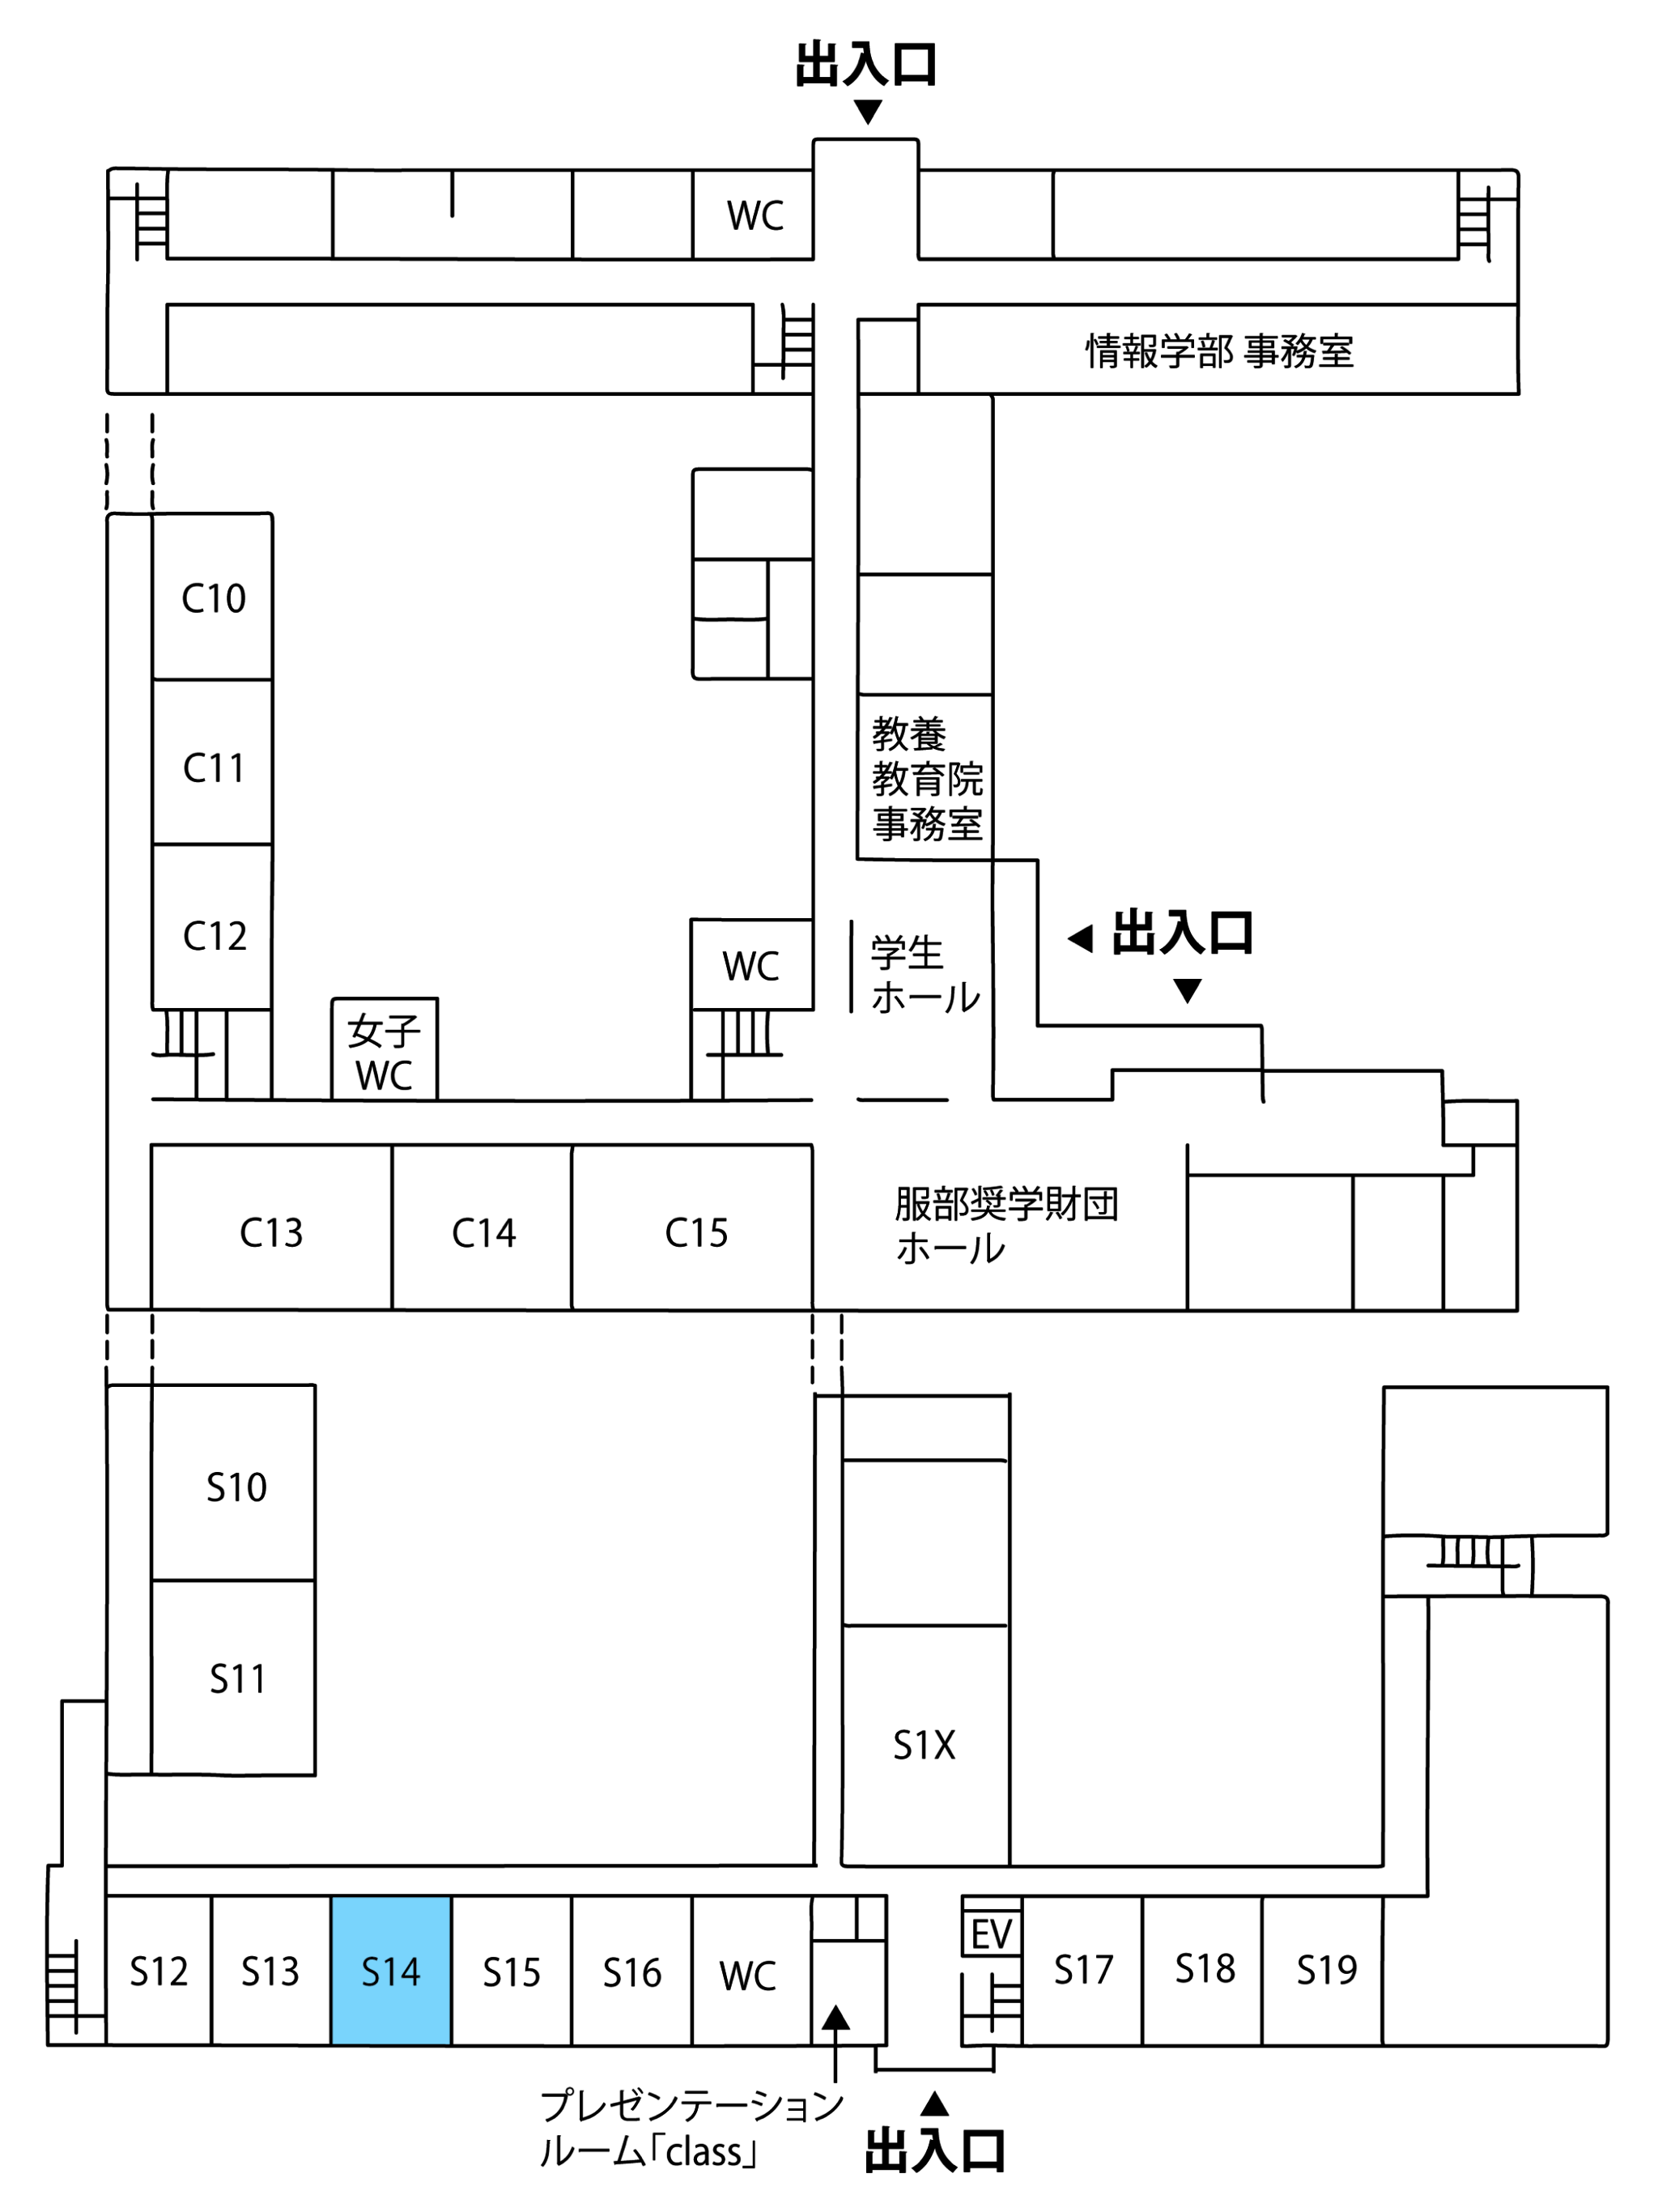 出入口
WC
情報学部 事務室
C10
C11
C12
教養
教育院
事務室
WC
学生
ホール
出入口
女子
WC
C13
C14
C15
服部奨学財団
ホール
S10
S11
S1X
S12
S13
S14
S15
S16
WC
EV
S17
S18
S19
プレゼンテーション
ルーム「class」
出入口